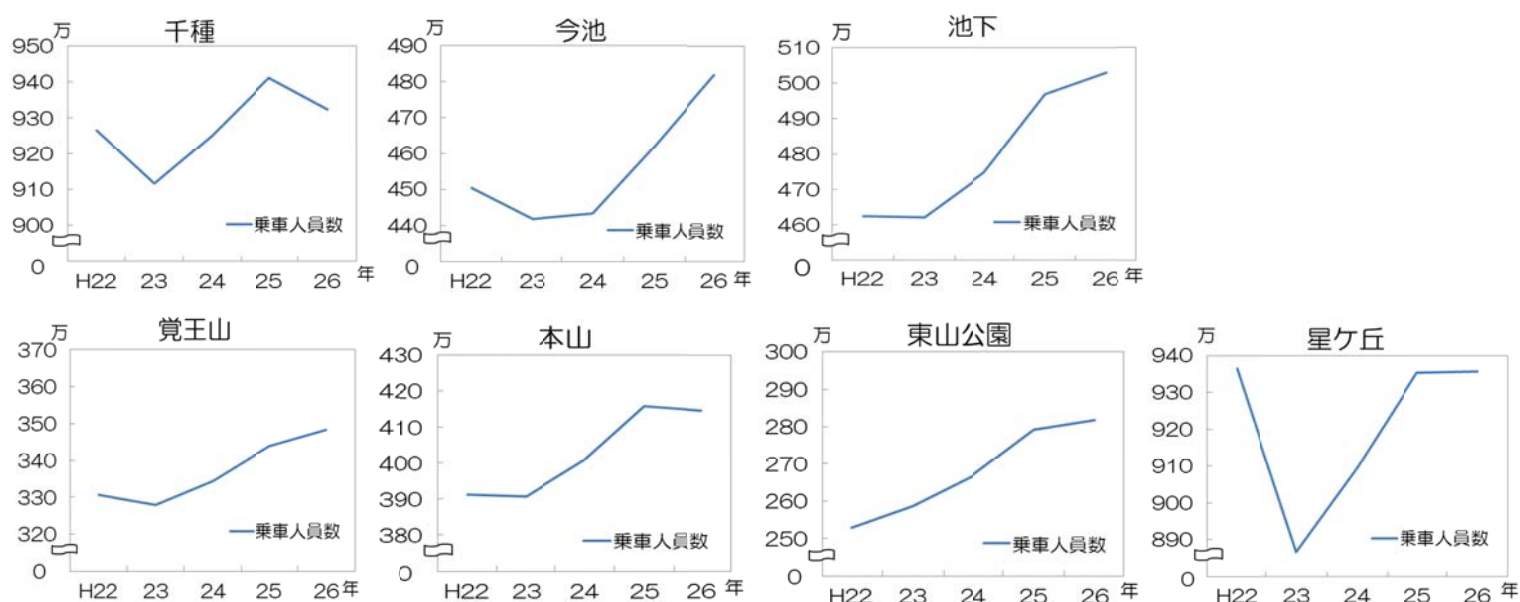 千種
万
950
940
930
920
910
900
0
乗車人員数
H22 23 24 25 26 年
今池
万
490
480
470
460
450
440
0
乗車人員数
H22 23 24 25 26 年
池下
万
510
500
490
480
470
460
0
乗車人員数
H22 23 24 25 26 年
覚王山
万
370
360
350
340
330
320
0
乗車人員数
H22 23 24 25 26 年
本山
万
430
420
410
400
390
380
0
乗車人員数
H22 23 24 25 26 年
東山公園
万
300
290
280
270
260
250
0
乗車人員数
H22 23 24 25 26 年
星ケ丘
万
940
930
920
910
900
890
0
乗車人員数
H22 23 24 25 26 年